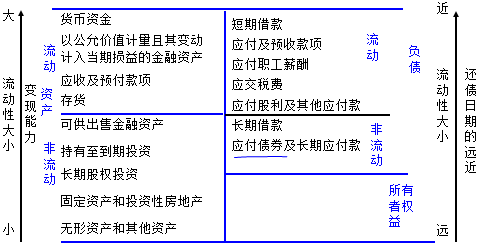 大
流动性大小
小
变现能力
流动
资产
非流动
货币资金
以公允价值计量且其变动
计入当期损益的金融资产
应收及预付款项
存货
可供出售金融资产
持有至到期投资
长期股权投资
固定资产和投资性房地产
无形资产和其他资产
短期借款
应付及预收款项
应付职工薪酬
应交税费
应付股利及其他应付款
长期借款
应付债券及长期应付款
流动
负债
非流动
所有者权益
近
流动性大小
远
还债日期的远近